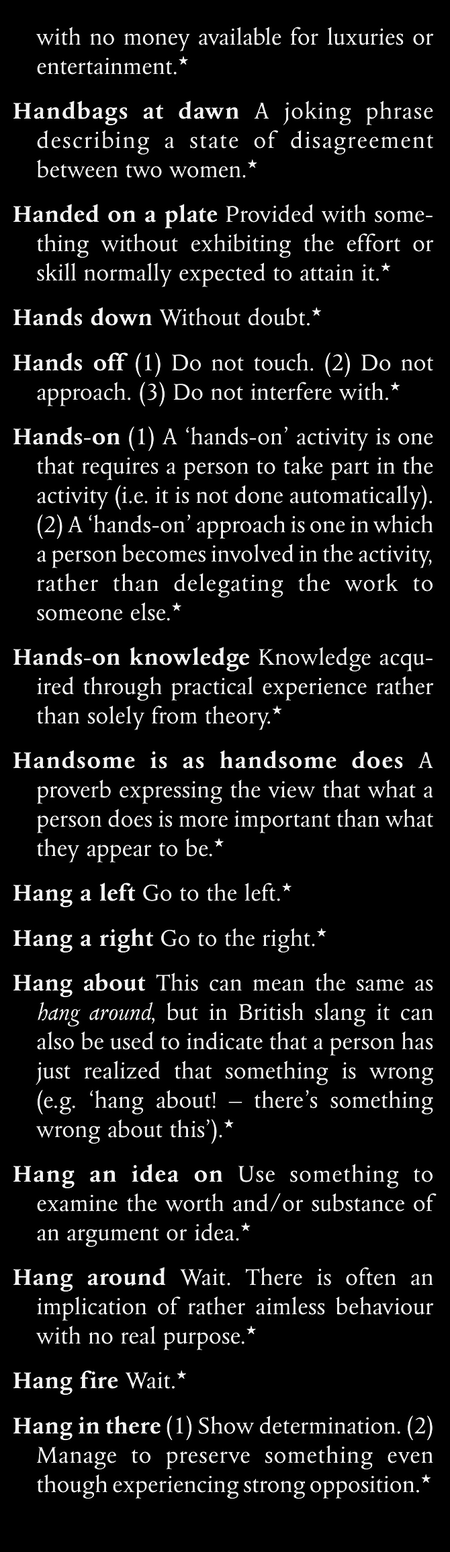 with no money available for luxuries or
entertainment.★
Handbags at dawn A joking phrase
describing a state of disagreement
between two women.★
Handed on a plate Provided with some-
thing without exhibiting the effort or
skill normally expected to attain it.★
Hands down Without doubt.★
Hands off (1) Do not touch. (2) Do not
approach. (3) Do not interfere with.★
Hands-on (1) A ‘hands-on’ activity is one
that requires a person to take part in the
activity (i.e. it is not done automatically).
(2) A ‘hands-on’ approach is one in which
a person becomes involved in the activity,
rather than delegating the work to
someone else.★
Hands-on knowledge Knowledge acqu-
ired through practical experience rather
than solely from theory.★
Handsome is as handsome does A
proverb expressing the view that what a
person does is more important than what
they appear to be.★
Hang a left Go to the left.★
Hang a right Go to the right.★
Hang about This can mean the same as
hang around, but in British slang it can
also be used to indicate that a person has
just realized that something is wrong
(e.g. ‘hang about! – there’s something
wrong about this’).★
Hang an idea on Use something to
examine the worth and/or substance of
an argument or idea.★
Hang around Wait. There is often an
implication of rather aimless behaviour
with no real purpose.★
Hang fire Wait.★
Hang in there (1) Show determination. (2)
Manage to preserve something even
though experiencing strong opposition.★